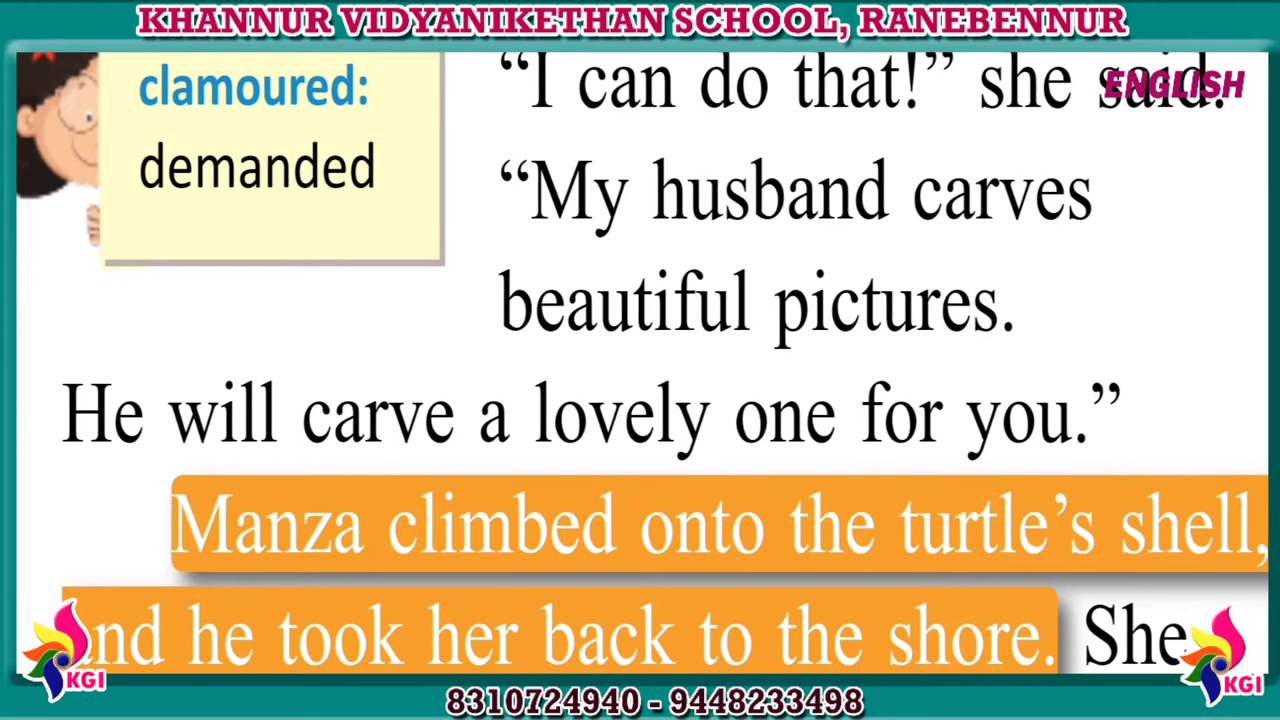 KHANNUR VIDYANIKETHAN SCHOOL, RANEBENNUR
ENGLISH
clamoured:
demanded
“I can do that!” she said.
“My husband carves
beautiful pictures.
He will carve a lovely one for you.”
Manza climbed onto the turtle’s shell,
and he took her back to the shore. She
KGI
KGI
8310724940 - 9448233498